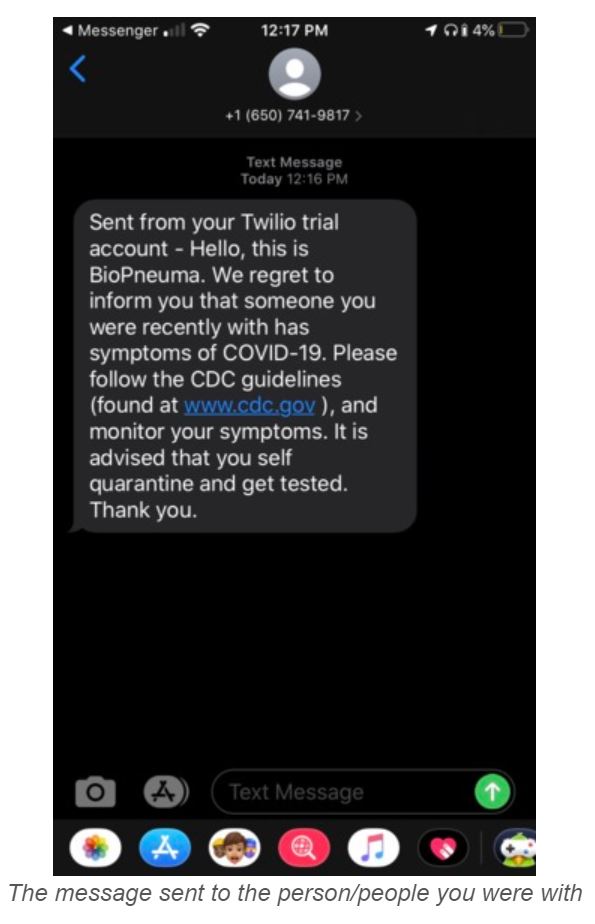 Messenger
12:17 PM
4%
+1 (650) 741-9817
Text Message
Today 12:16 PM
Sent from your Twilio trial
account - Hello, this is
BioPneuma. We regret to
inform you that someone you
were recently with has
symptoms of COVID-19. Please
follow the CDC guidelines
(found at www.cdc.gov ), and
monitor your symptoms. It is
advised that you self
quarantine and get tested.
Thank you.
Text Message
The message sent to the person/people you were with